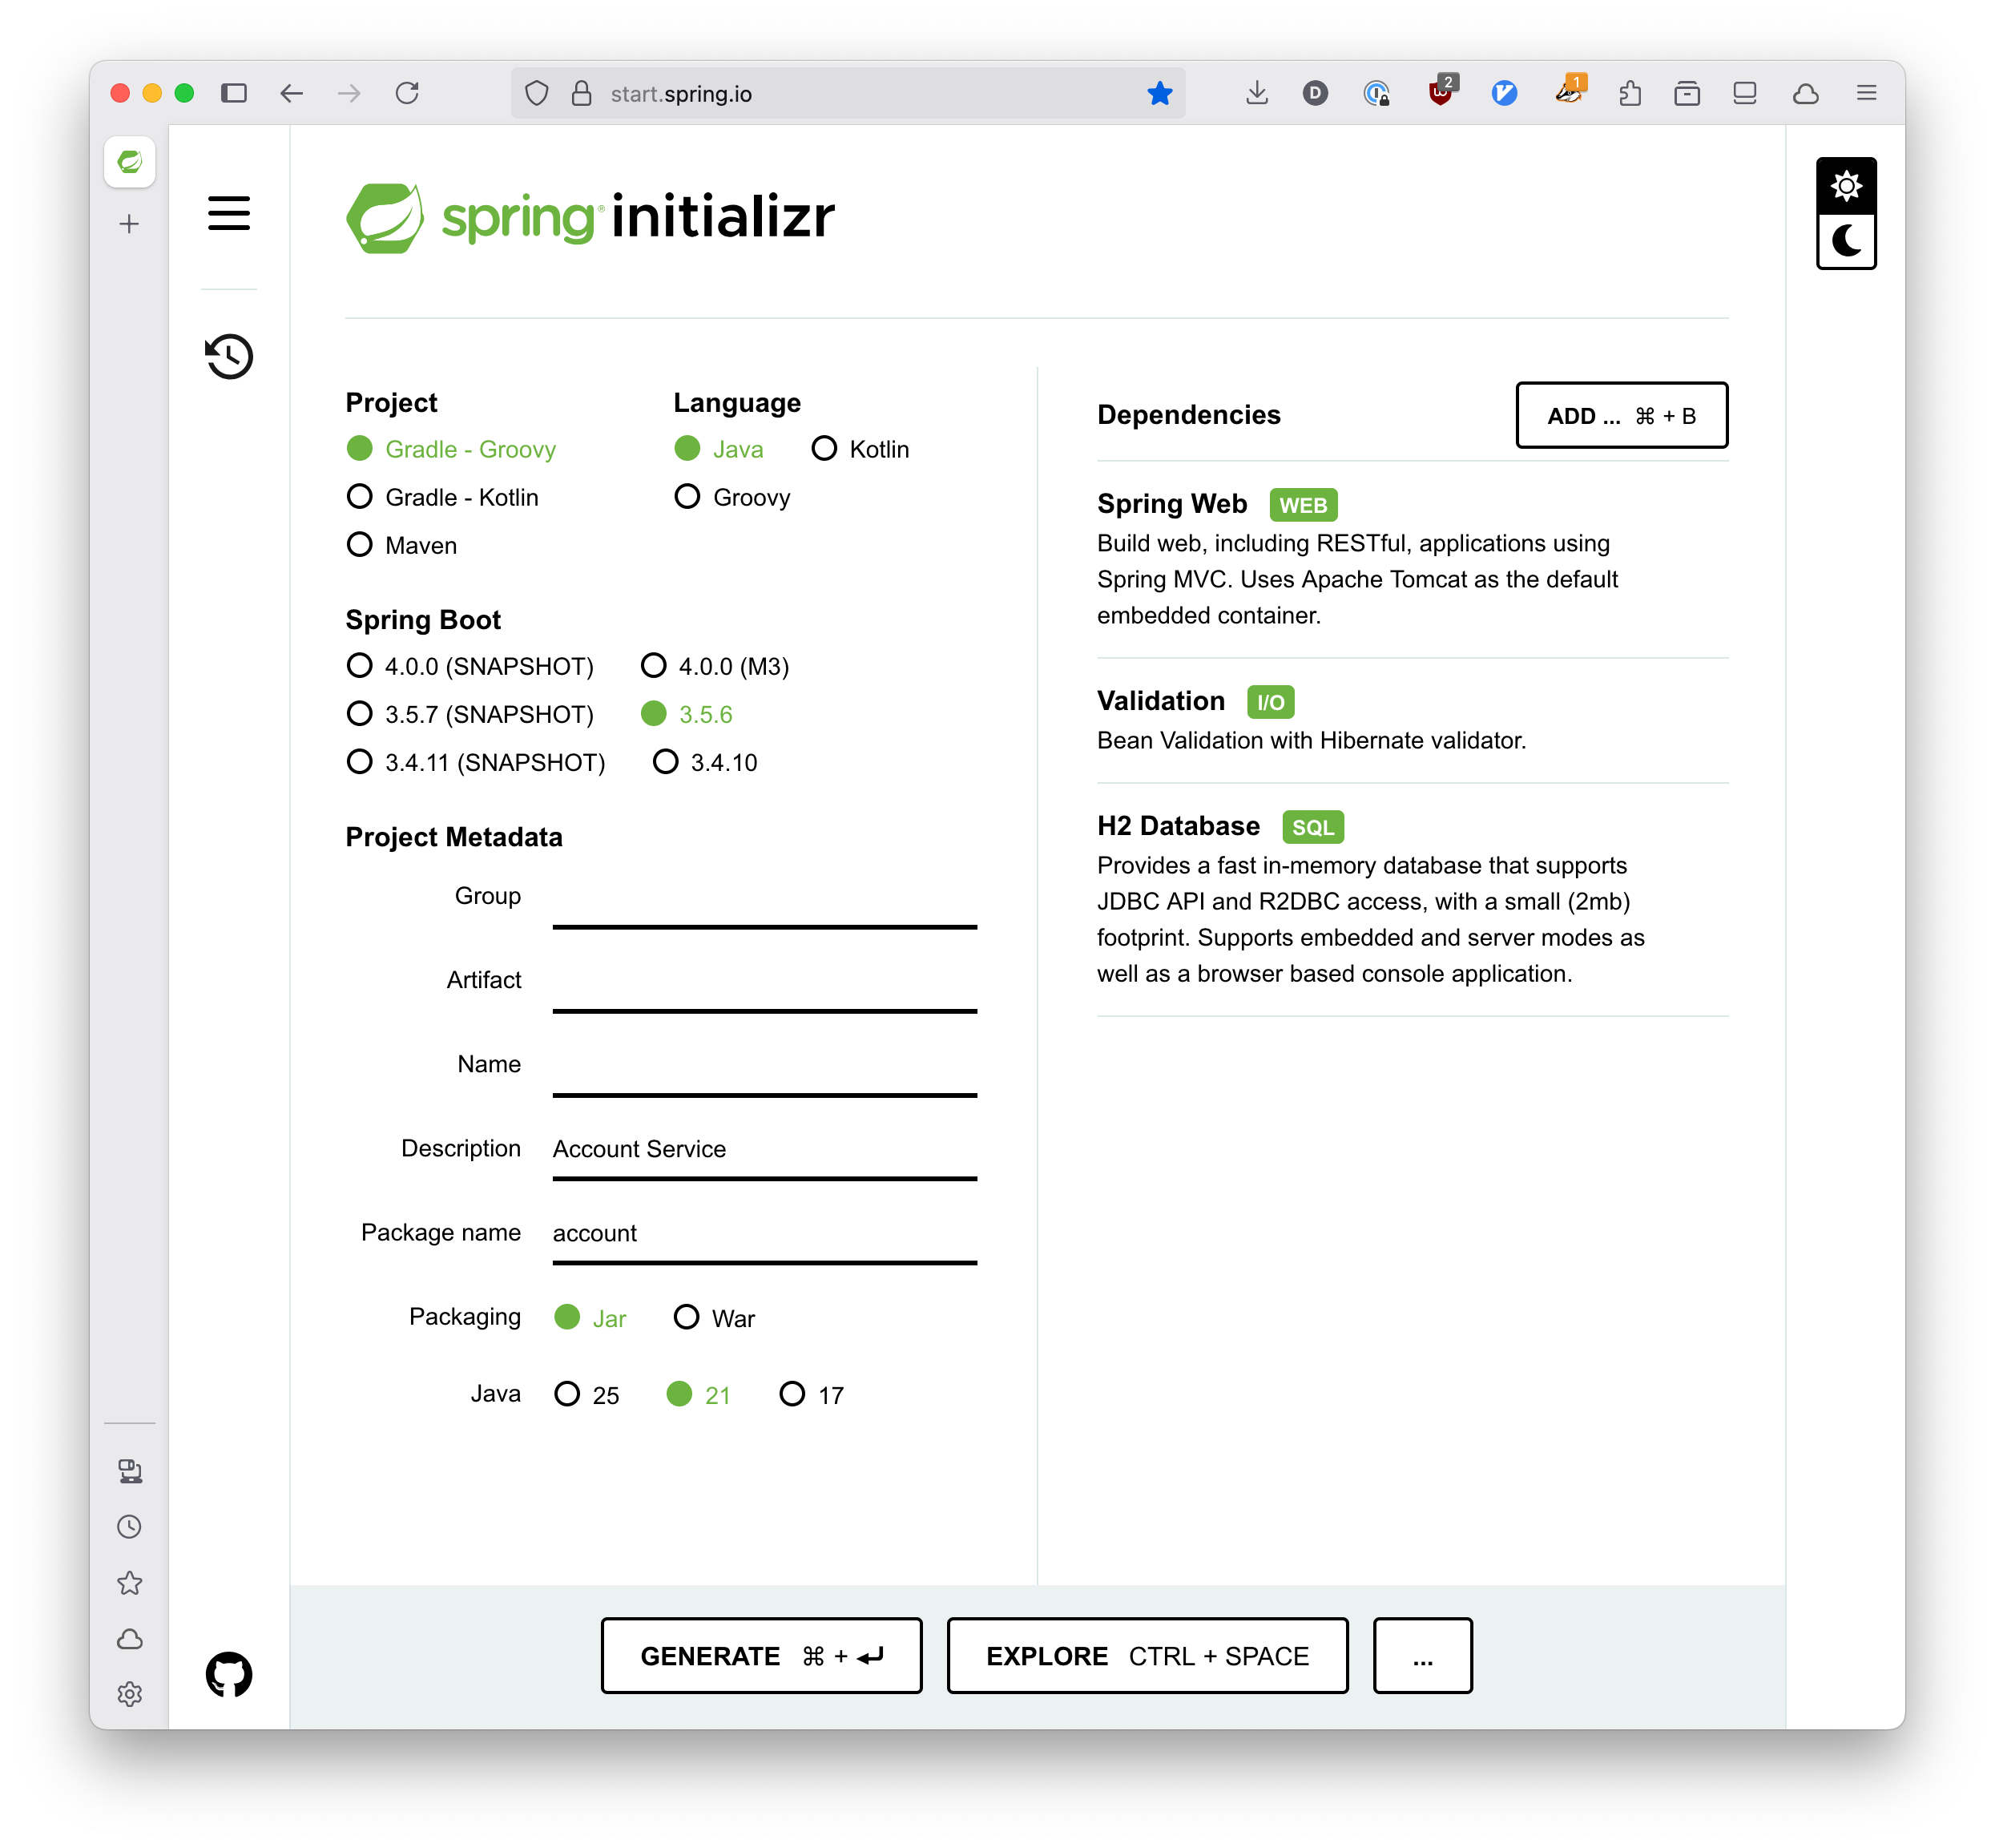 start.spring.io
2
1
spring® initializr
Project
Gradle - Groovy
Gradle - Kotlin
Maven
Language
Java
Kotlin
Groovy
Spring Boot
4.0.0 (SNAPSHOT)
4.0.0 (M3)
3.5.7 (SNAPSHOT)
3.5.6
3.4.11 (SNAPSHOT)
3.4.10
Project Metadata
Group
Artifact
Name
Description
Account Service
Package name
account
Packaging
Jar
War
Java
25
21
17
Dependencies
ADD ... ⌘ + B
Spring Web
WEB
Build web, including RESTful, applications using
Spring MVC. Uses Apache Tomcat as the default
embedded container.
Validation
I/O
Bean Validation with Hibernate validator.
H2 Database
SQL
Provides a fast in-memory database that supports
JDBC API and R2DBC access, with a small (2mb)
footprint. Supports embedded and server modes as
well as a browser based console application.
GENERATE ⌘ + ⏎
EXPLORE CTRL + SPACE
...